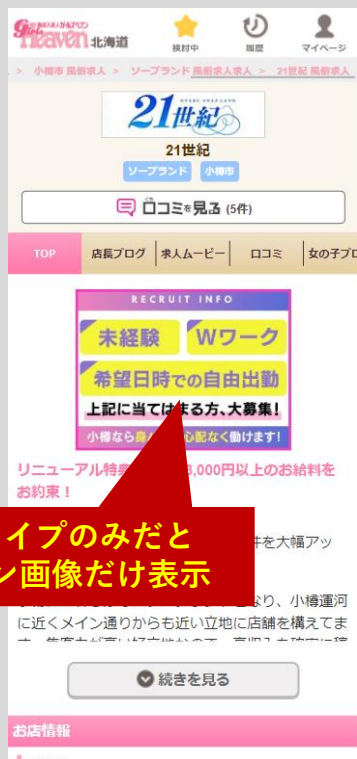 Girls Heaven 北海道
検討中
履歴
マイページ
> 小樽市 風俗求人 > ソープランド 風俗求人求人 > 21世紀 風俗求人
21世紀
21世紀
ソープランド
小樽市
口コミを見る (5件)
TOP
店長ブログ
求人ムービー
口コミ
女の子ブロ
RECRUIT INFO
未経験
Wワーク
希望日時での自由出勤
上記に当てはまる方、大募集!
小樽なら身 心配なく働けます!
リニューアル特典 3,000円以上のお給料を
お約束!
イプのみだと
件を大幅アッ
ン画像だけ表示
なり、小樽運河
に近くメイン通りからも近い立地に店舗を構えてま
続きを見る
お店情報